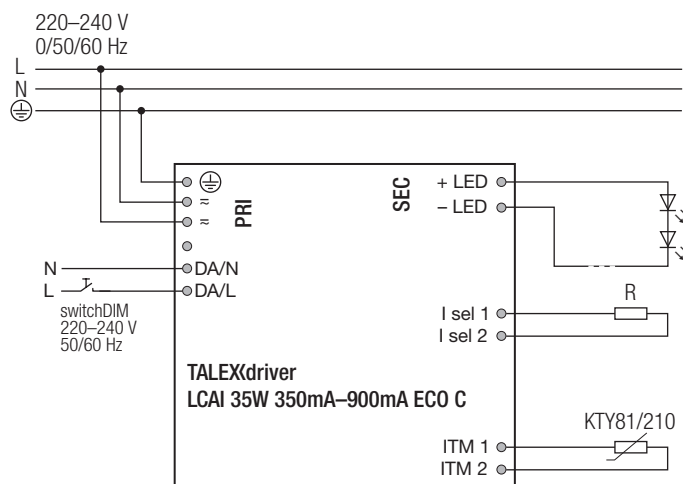 220–240 V
0/50/60 Hz
L
N
PRI
SEC
+ LED
– LED
N
DA/N
L
DA/L
switchDIM
220–240 V
50/60 Hz
I sel 1
I sel 2
R
TALEXXdriver
LCAI 35W 350mA–900mA ECO C
KTY81/210
ITM 1
ITM 2